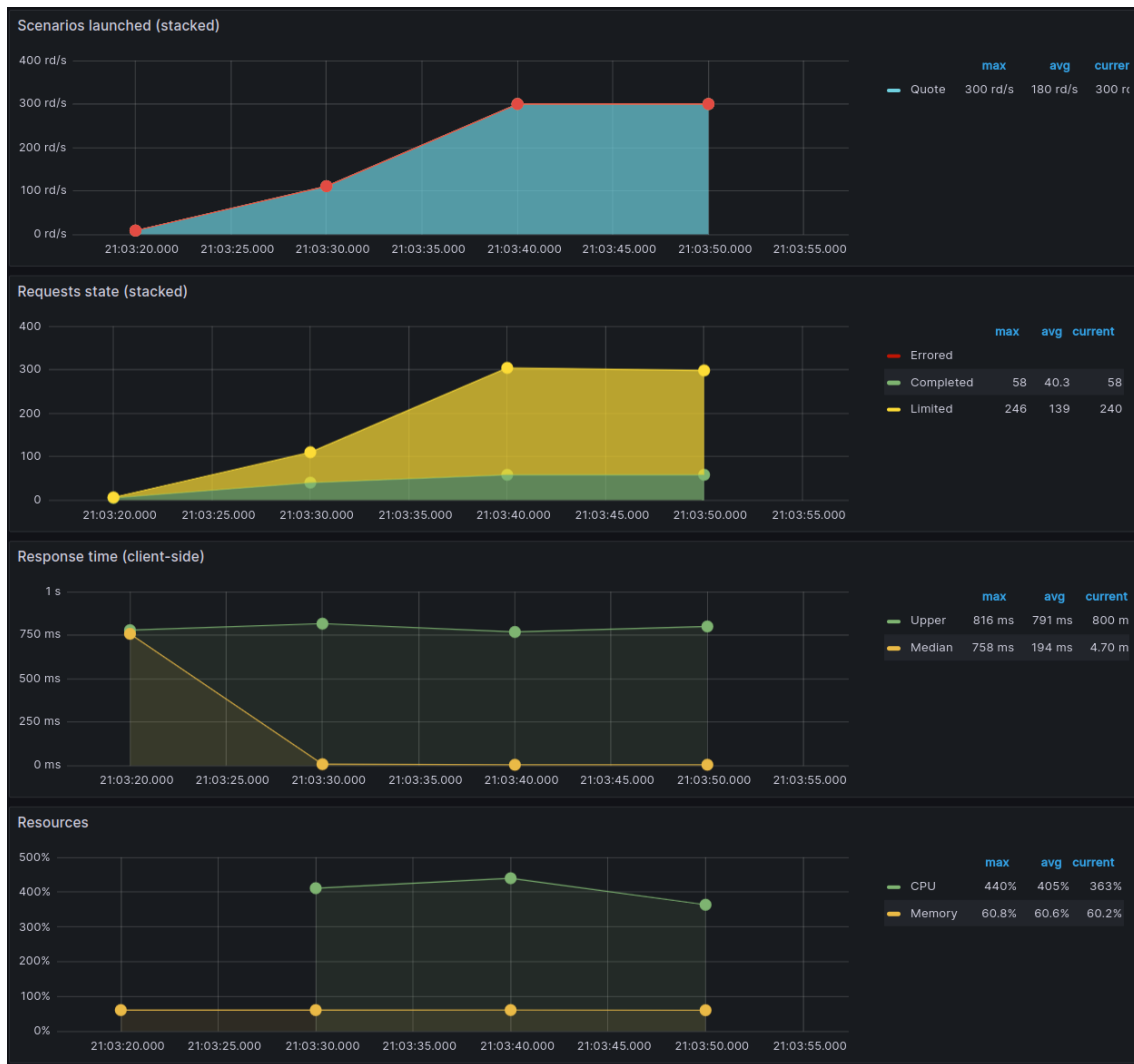 Scenarios launched (stacked)
400 rd/s
300 rd/s
200 rd/s
100 rd/s
0 rd/s
21:03:20.000 21:03:25.000 21:03:30.000 21:03:35.000 21:03:40.000 21:03:45.000 21:03:50.000 21:03:55.000
max avg currer
Quote 300 rd/s 180 rd/s 300 rd
Requests state (stacked)
400
300
200
100
0
21:03:20.000 21:03:25.000 21:03:30.000 21:03:35.000 21:03:40.000 21:03:45.000 21:03:50.000 21:03:55.000
max avg current
Errored
Completed 58 40.3 58
Limited 246 139 240
Response time (client-side)
1 s
750 ms
500 ms
250 ms
0 ms
21:03:20.000 21:03:25.000 21:03:30.000 21:03:35.000 21:03:40.000 21:03:45.000 21:03:50.000 21:03:55.000
max avg current
Upper 816 ms 791 ms 800 m
Median 758 ms 194 ms 4.70 m
Resources
500%
400%
300%
200%
100%
0%
21:03:20.000 21:03:25.000 21:03:30.000 21:03:35.000 21:03:40.000 21:03:45.000 21:03:50.000 21:03:55.000
max avg current
CPU 440% 405% 363%
Memory 60.8% 60.6% 60.2%